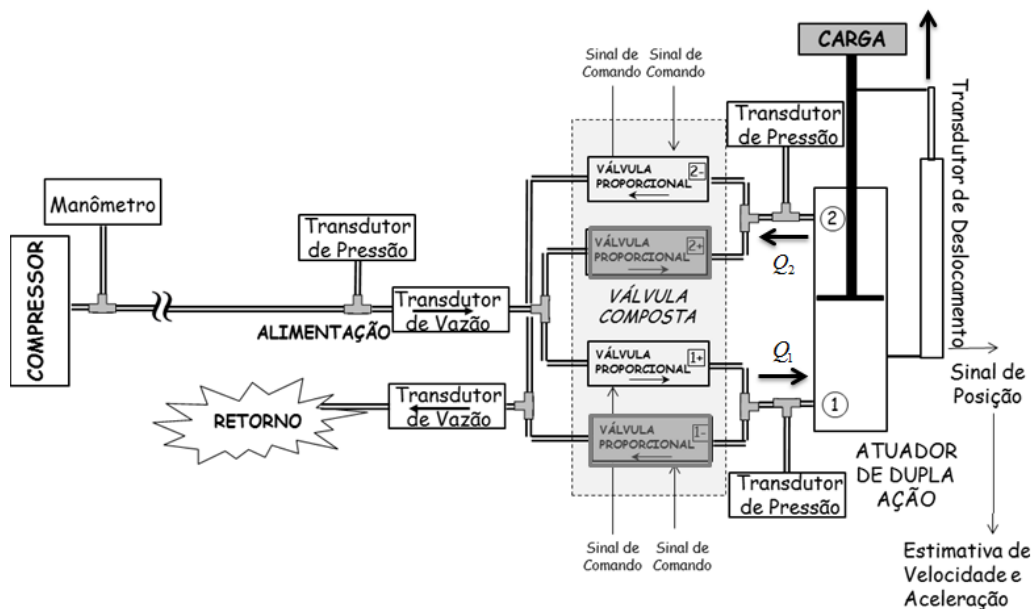 CARGA
Sinal de
Comando
Sinal de
Comando
Transdutor de Deslocamento
Transdutor
de Pressão
VÁLVULA
PROPORCIONAL
2-
Manômetro
Transdutor
de Pressão
2
VÁLVULA
PROPORCIONAL
2+
Q2
COMPRESSOR
VÁLVULA
COMPOSTA
Transdutor
de Vazão
ALIMENTAÇÃO
VÁLVULA
PROPORCIONAL
1+
Q1
Sinal de
Posição
Transdutor
de Vazão
RETORNO
1
VÁLVULA
PROPORCIONAL
1-
ATUADOR
DE DUPLA
AÇÃO
Transdutor
de Pressão
Sinal de
Comando
Sinal de
Comando
Estimativa de
Velocidade e
Aceleração